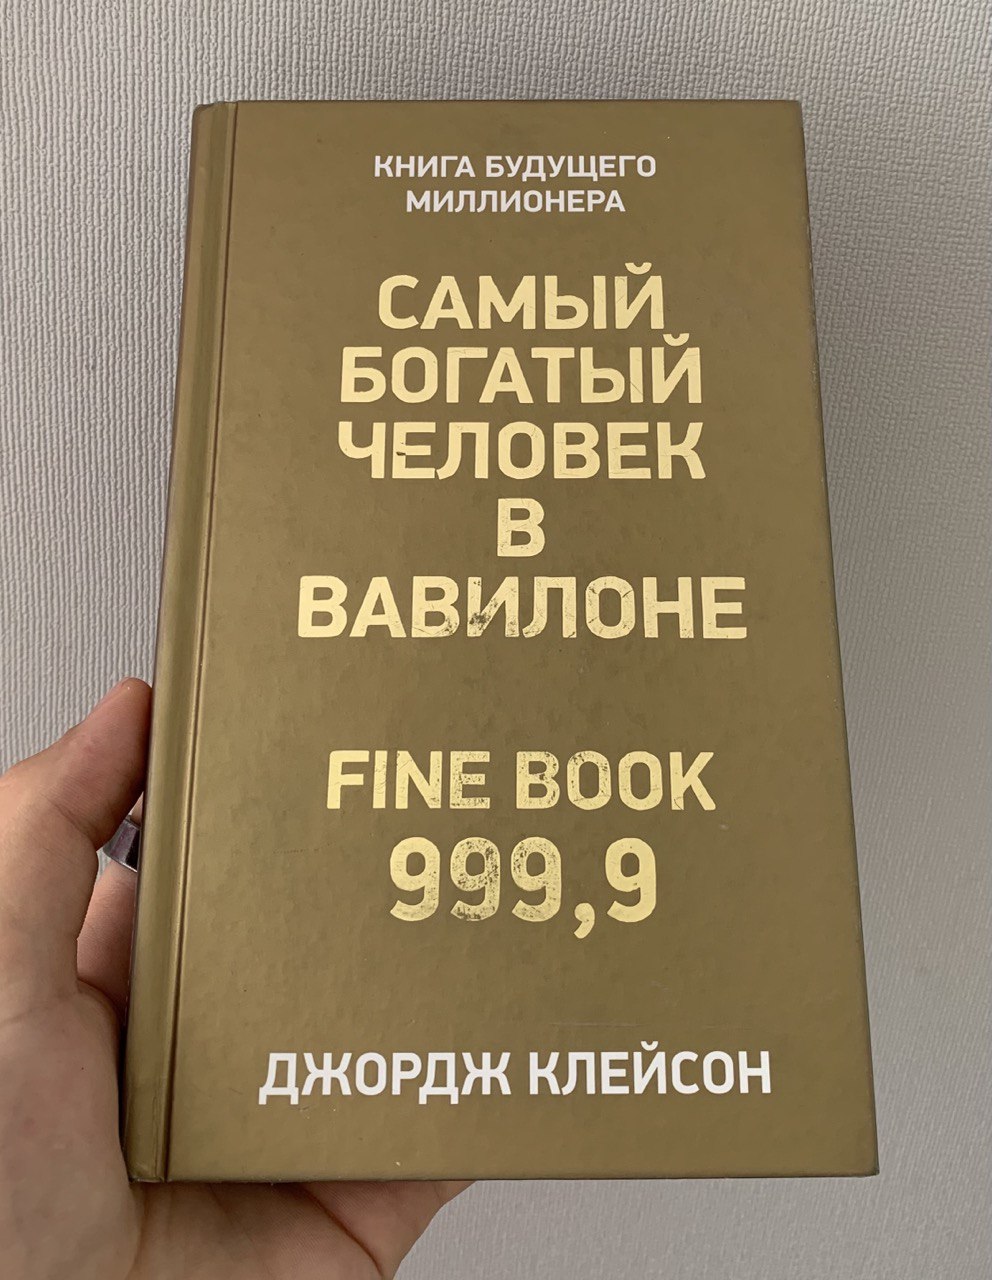 КНИГА БУДУЩЕГО
МИЛЛИОНЕРА
САМЫЙ
БОГАТЫЙ
ЧЕЛОВЕК
В
ВАВИЛОНЕ
FINE BOOK
999,9
ДЖОРДЖ КЛЕЙСОН